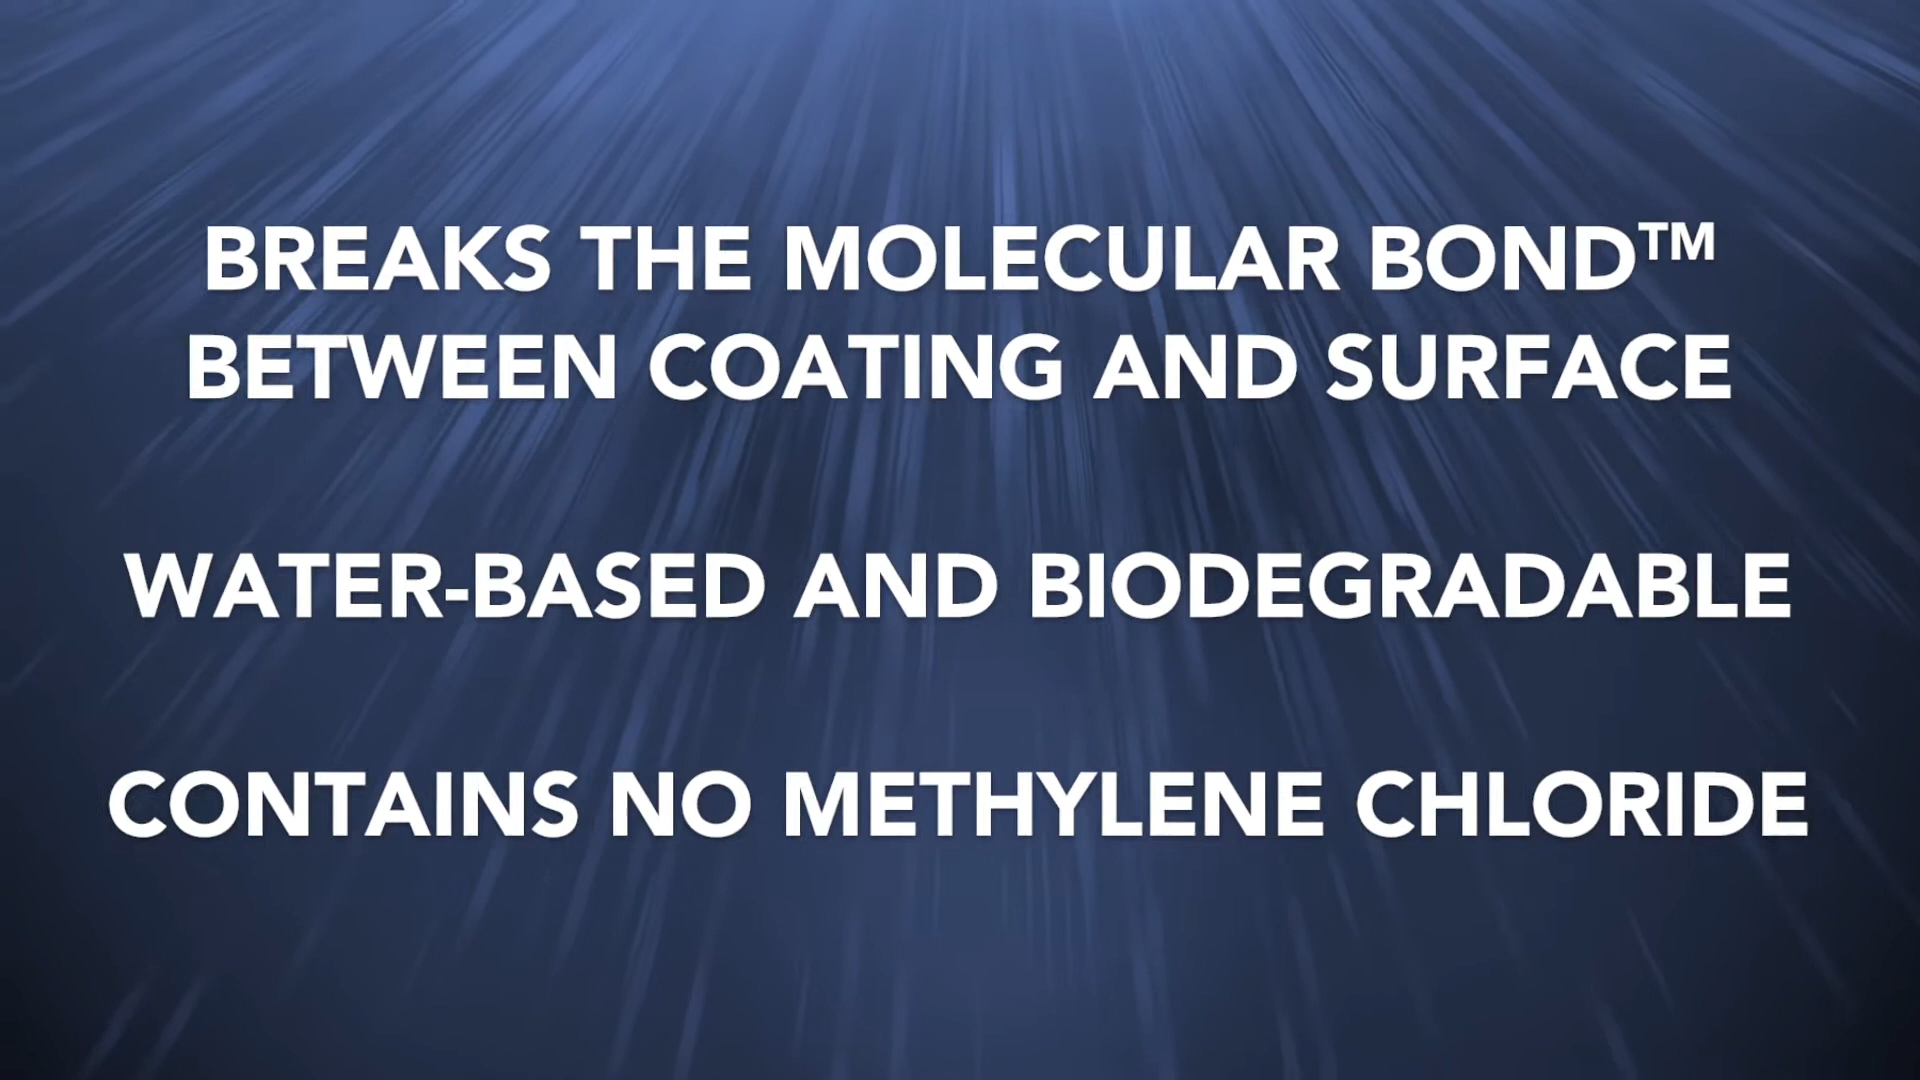 BREAKS THE MOLECULAR BOND™
BETWEEN COATING AND SURFACE
WATER-BASED AND BIODEGRADABLE
CONTAINS NO METHYLENE CHLORIDE